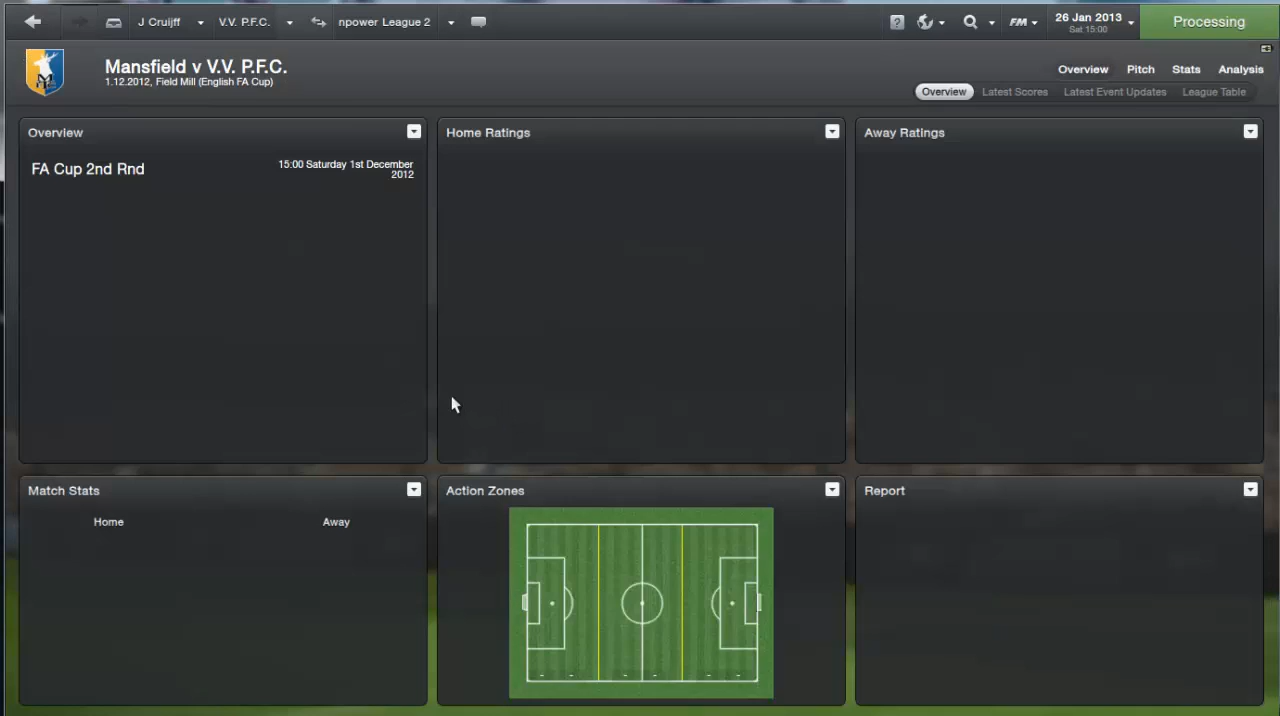 J Cruijff
V.V. P.F.C.
npower League 2
FM
26 Jan 2013
Sat 15:00
Processing
Mansfield v V.V. P.F.C.
1.12.2012, Field Mill (English FA Cup)
Overview Pitch Stats Analysis
Overview Latest Scores Latest Event Updates League Table
Overview
FA Cup 2nd Rnd
15:00 Saturday 1st December
2012
Home Ratings
Away Ratings
Match Stats
Home Away
Action Zones
Report